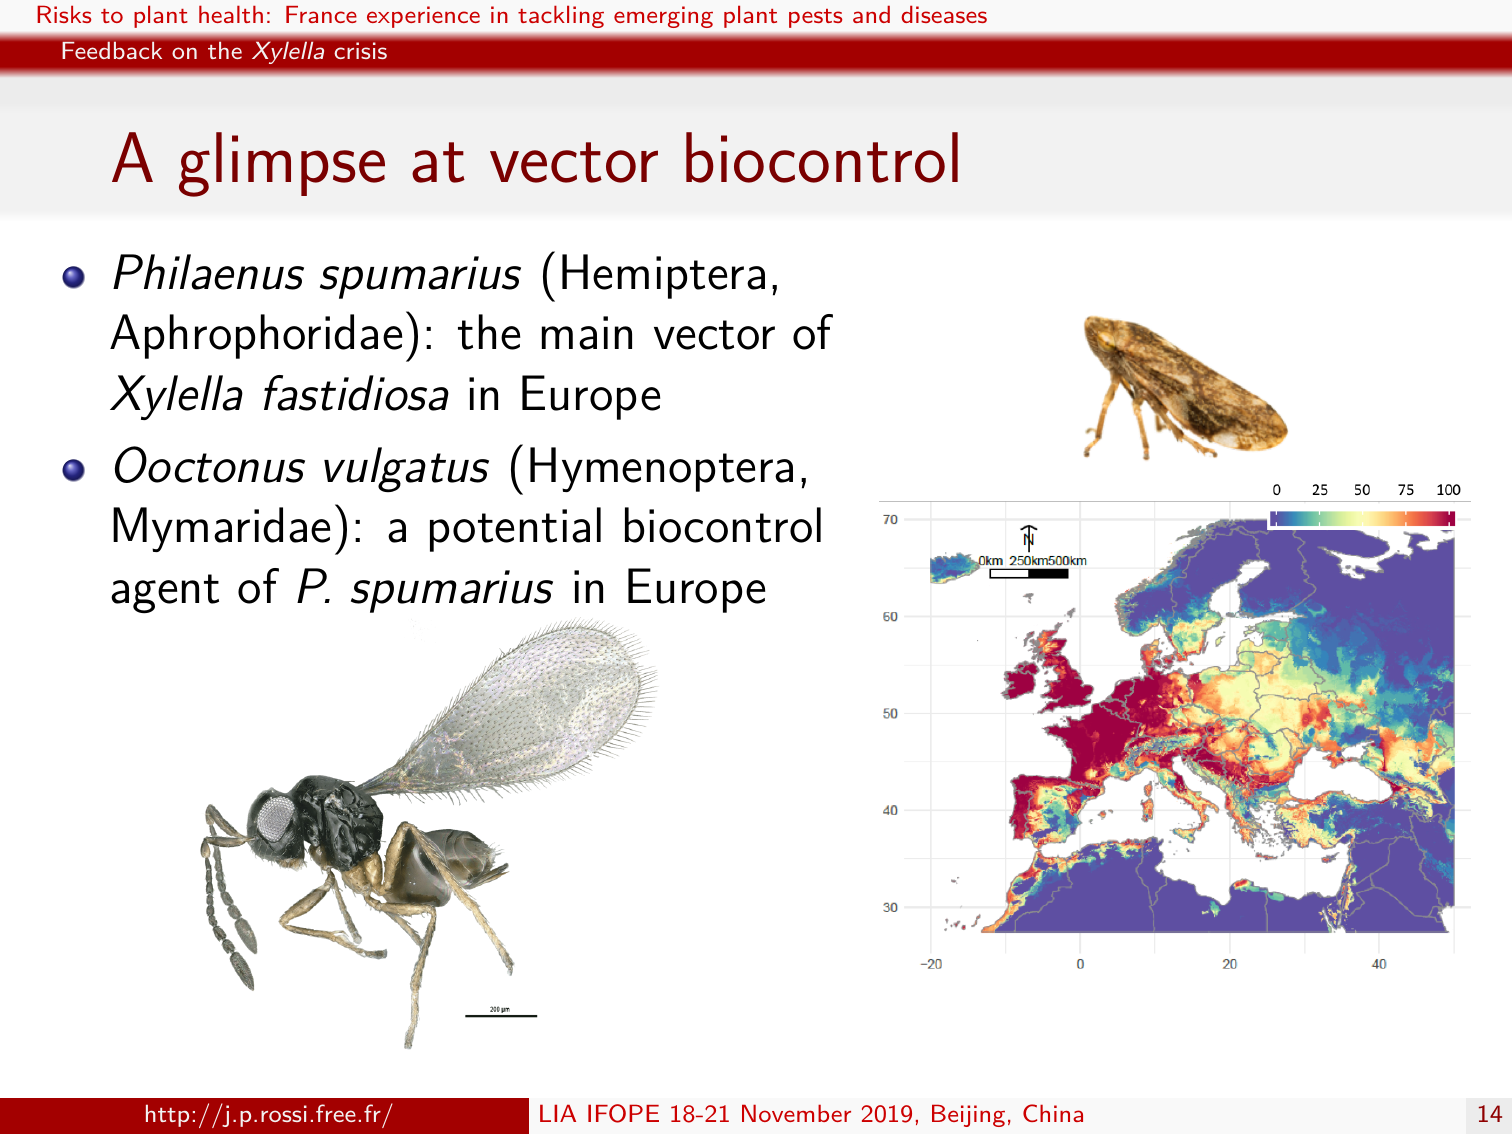 Risks to plant health: France experience in tackling emerging plant pests and diseases
Feedback on the Xylella crisis
A glimpse at vector biocontrol
Philaenus spumarius (Hemiptera,
Aphrophoridae): the main vector of
Xylella fastidiosa in Europe
Ooctonus vulgatus (Hymenoptera,
Mymaridae): a potential biocontrol
agent of P. spumarius in Europe
200 µm
0 25 50 75 100
70
N
0km 250km500km
60
50
40
30
−20 0 20 40
http://j.p.rossi.free.fr/
LIA IFOPE 18-21 November 2019, Beijing, China
14